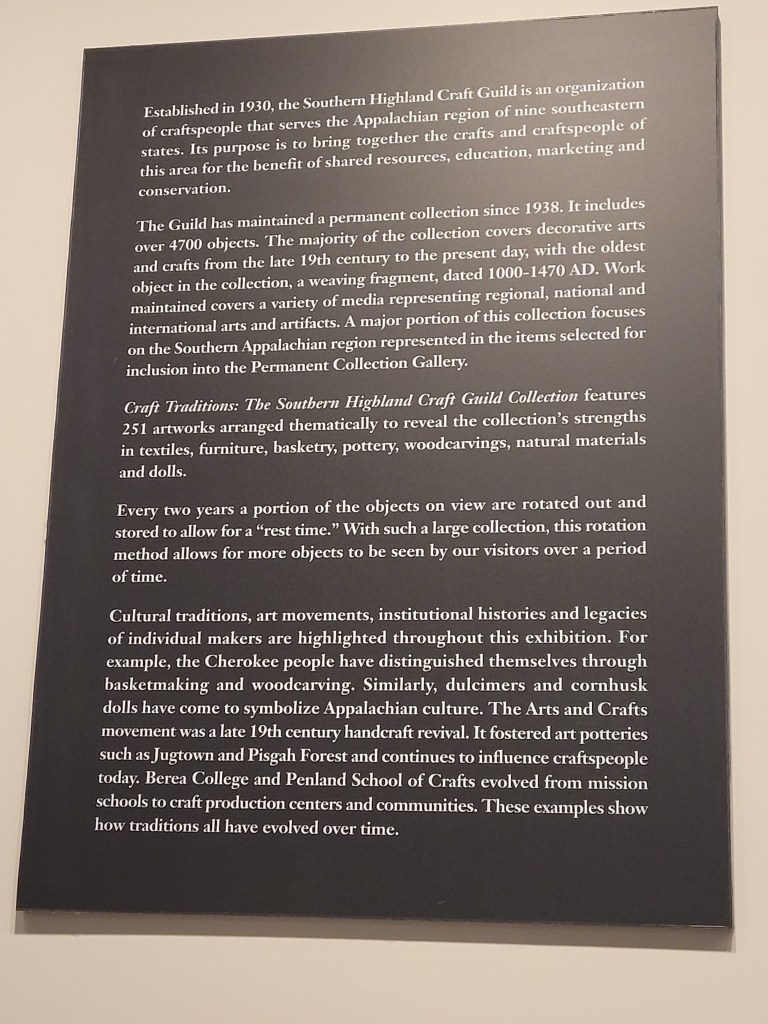 Established in 1930, the Southern Highland Craft Guild is an organization
of craftspeople that serves the Appalachian region of nine southeastern
states. Its purpose is to bring together the crafts and craftspeople of
this area for the benefit of shared resources, education, marketing and
conservation.
The Guild has maintained a permanent collection since 1938. It includes
over 4700 objects. The majority of the collection covers decorative arts
and crafts from the late 19th century to the present day, with the oldest
object in the collection, a weaving fragment, dated 1000-1470 AD. Work
maintained covers a variety of media representing regional, national and
international arts and artifacts. A major portion of this collection focuses
on the Southern Appalachian region represented in the items selected for
inclusion into the Permanent Collection Gallery.
Craft Traditions: The Southern Highland Craft Guild Collection features
251 artworks arranged thematically to reveal the collection's strengths
in textiles, furniture, basketry, pottery, woodcarvings, natural materials
and dolls.
Every two years a portion of the objects on view are rotated out and
stored to allow for a “rest time.” With such a large collection, this rotation
method allows for more objects to be seen by our visitors over a period
of time.
Cultural traditions, art movements, institutional histories and legacies
of individual makers are highlighted throughout this exhibition. For
example, the Cherokee people have distinguished themselves through
basketmaking and woodcarving. Similarly, dulcimers and cornhusk
dolls have come to symbolize Appalachian culture. The Arts and Crafts
movement was a late 19th century handcraft revival. It fostered art potteries
such as Jugtown and Pisgah Forest and continues to influence craftspeople
today. Berea College and Penland School of Crafts evolved from mission
schools to craft production centers and communities. These examples show
how traditions all have evolved over time.